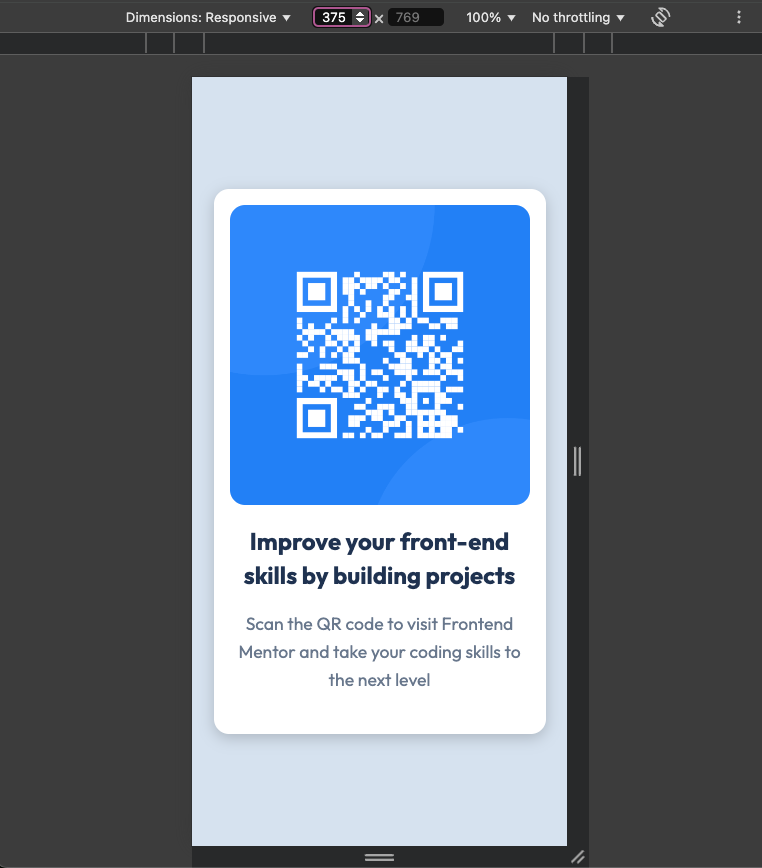 Dimensions: Responsive ▼ 375 × 769 100% ▼ No throttling ▼
Improve your front-end
skills by building projects
Scan the QR code to visit Frontend
Mentor and take your coding skills to
the next level